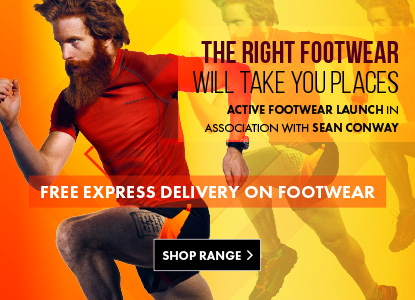 THE RIGHT FOOTWEAR
WILL TAKE YOU PLACES
ACTIVE FOOTWEAR LAUNCH IN
ASSOCIATION WITH SEAN CONWAY
FREE EXPRESS DELIVERY ON FOOTWEAR
SHOP RANGE >